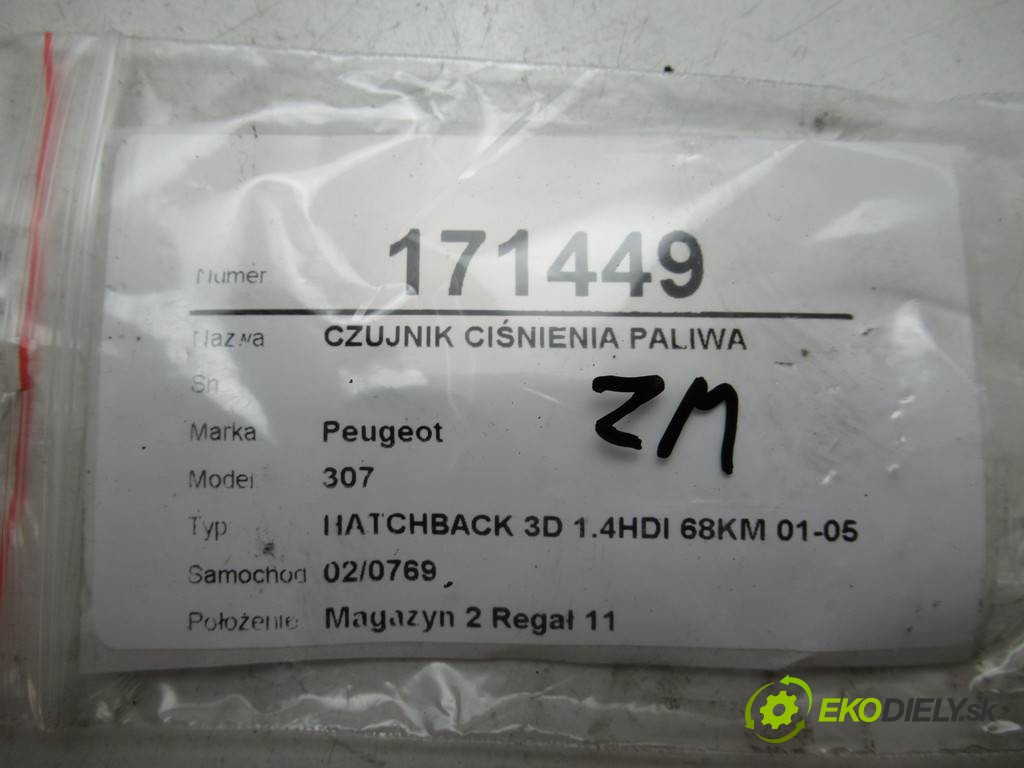 Numer 171449
Nazwa CZUJNIK CIŚNIENIA PALIWA
Sn
ZM
Marka Peugeot
Model 307
Typ HATCHBACK 3D 1.4HDI 68KM 01-05
Samochod 02/0769
Położenie Magazyn 2 Regał 11
EKODIELY.sk